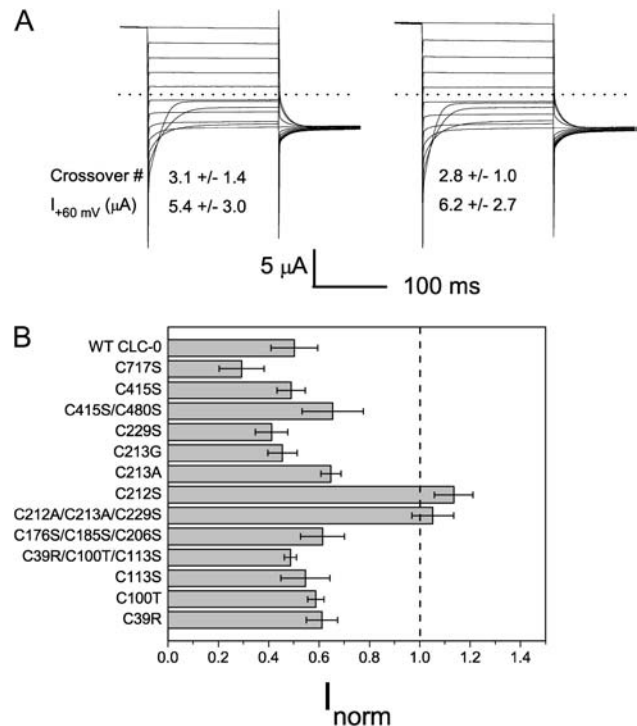 A
Crossover # 3.1 +/- 1.4 2.8 +/- 1.0
I+60 mV (μA) 5.4 +/- 3.0 6.2 +/- 2.7
5 μA
100 ms
B
WT CLC-0
C717S
C415S
C415S/C480S
C229S
C213G
C213A
C212S
C212A/C213A/C229S
C176S/C185S/C206S
C39R/C100T/C113S
C113S
C100T
C39R
0.0 0.2 0.4 0.6 0.8 1.0 1.2 1.4
Inorm